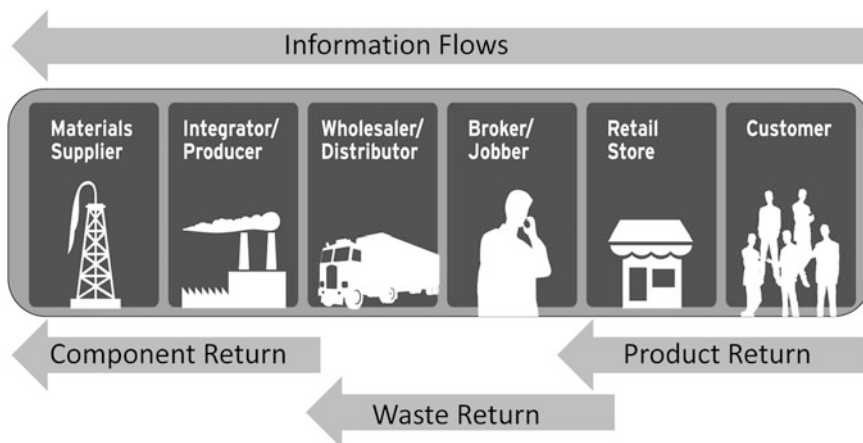 Information Flows
Materials
Supplier
Integrator/
Producer
Wholesaler/
Distributor
Broker/
Jobber
Retail
Store
Customer
Component Return
Product Return
Waste Return